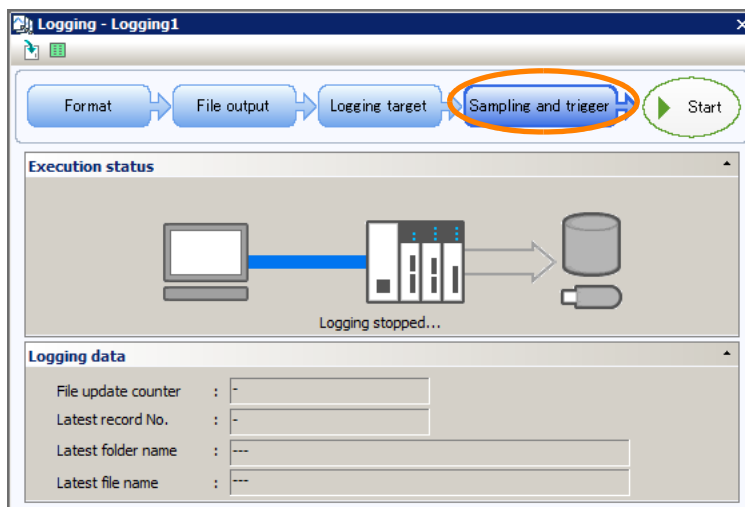 Logging - Logging1
Format File output Logging target Sampling and trigger Start
Execution status
Logging stopped...
Logging data
File update counter : -
Latest record No. : -
Latest folder name : ---
Latest file name : ---